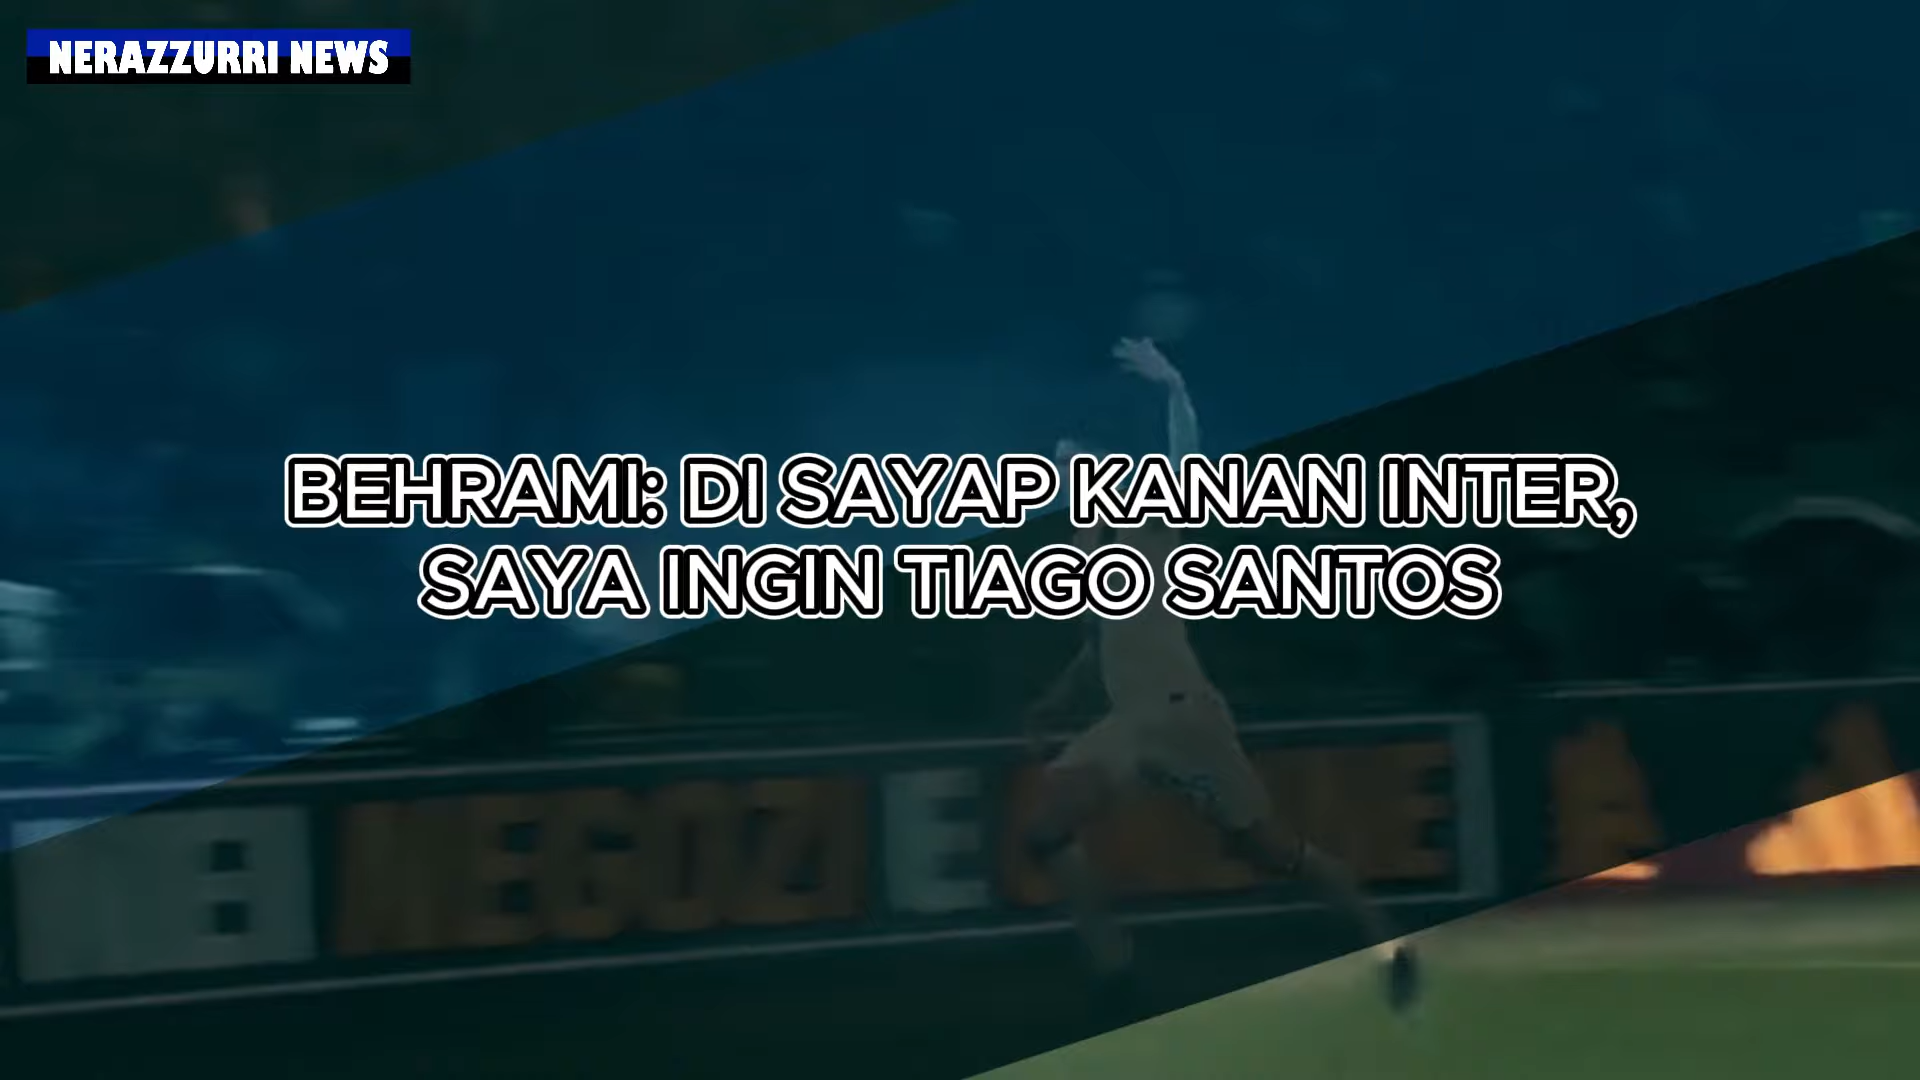 NERAZZURRI NEWS
BEHRAMI: DI SAYAP KANAN INTER,
SAYA INGIN TIAGO SANTOS